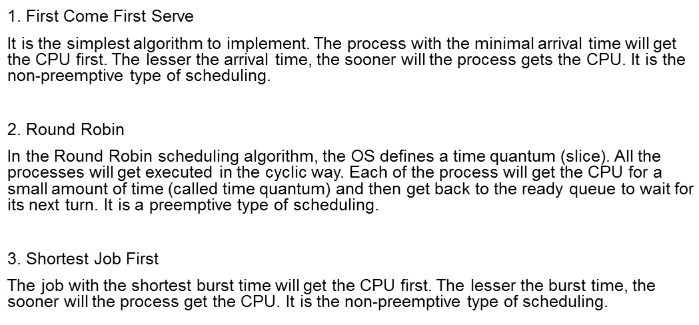 1. First Come First Serve
It is the simplest algorithm to implement. The process with the minimal arrival time will get
the CPU first. The lesser the arrival time, the sooner will the process gets the CPU. It is the
non-preemptive type of scheduling.
2. Round Robin
In the Round Robin scheduling algorithm, the OS defines a time quantum (slice). All the
processes will get executed in the cyclic way. Each of the process will get the CPU for a
small amount of time (called time quantum) and then get back to the ready queue to wait for
its next turn. It is a preemptive type of scheduling.
3. Shortest Job First
The job with the shortest burst time will get the CPU first. The lesser the burst time, the
sooner will the process get the CPU. It is the non-preemptive type of scheduling.